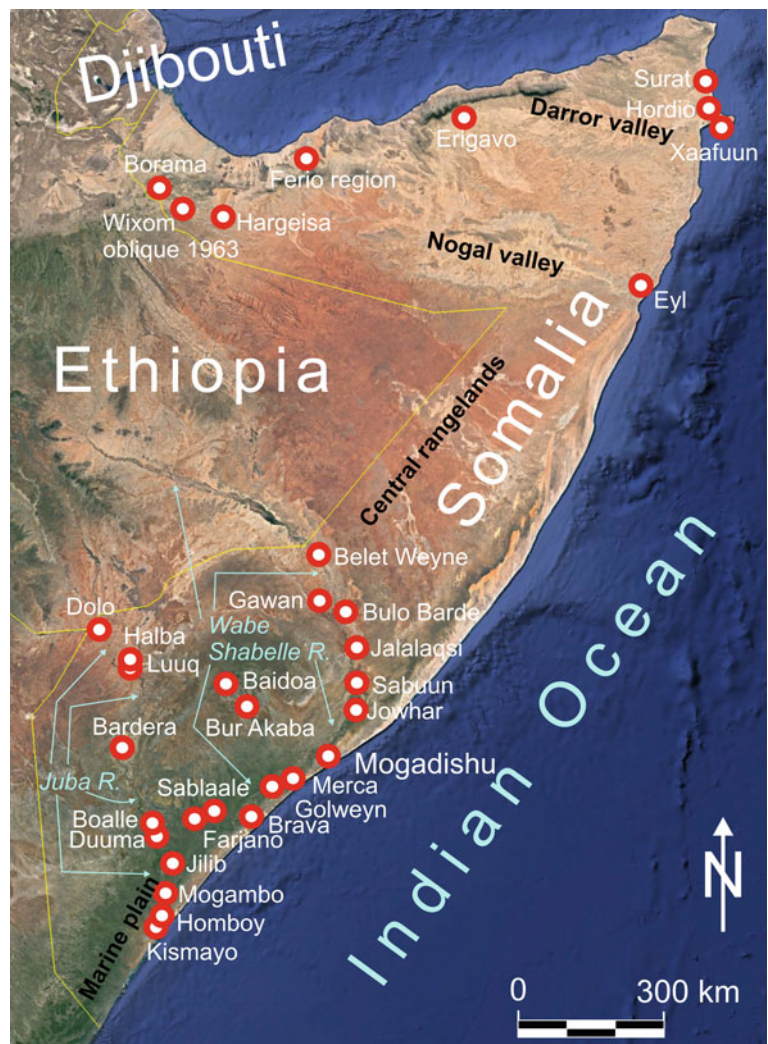 Djibouti
Surat
Hordio
Darror valley
Xaafuun
Erigavo
Borama
Ferio region
Wixom
oblique 1963
Hargeisa
Nogal valley
Eyl
Ethiopia
Somalia
Central rangelands
Belet Weyne
Gawan
Bulo Barde
Dolo
Halba
Luuq
Wabe
Shabelle R.
Jalalaqsi
Baidoa
Sabuun
Bur Akaba
Jowhar
Bardera
Juba R.
Mogadishu
Sablaale
Merca
Golweyn
Boalle
Duuma
Farjano
Brava
Jilib
Mogambo
Homboy
Kismayo
Marine plain
Indian Ocean
N
0 300 km